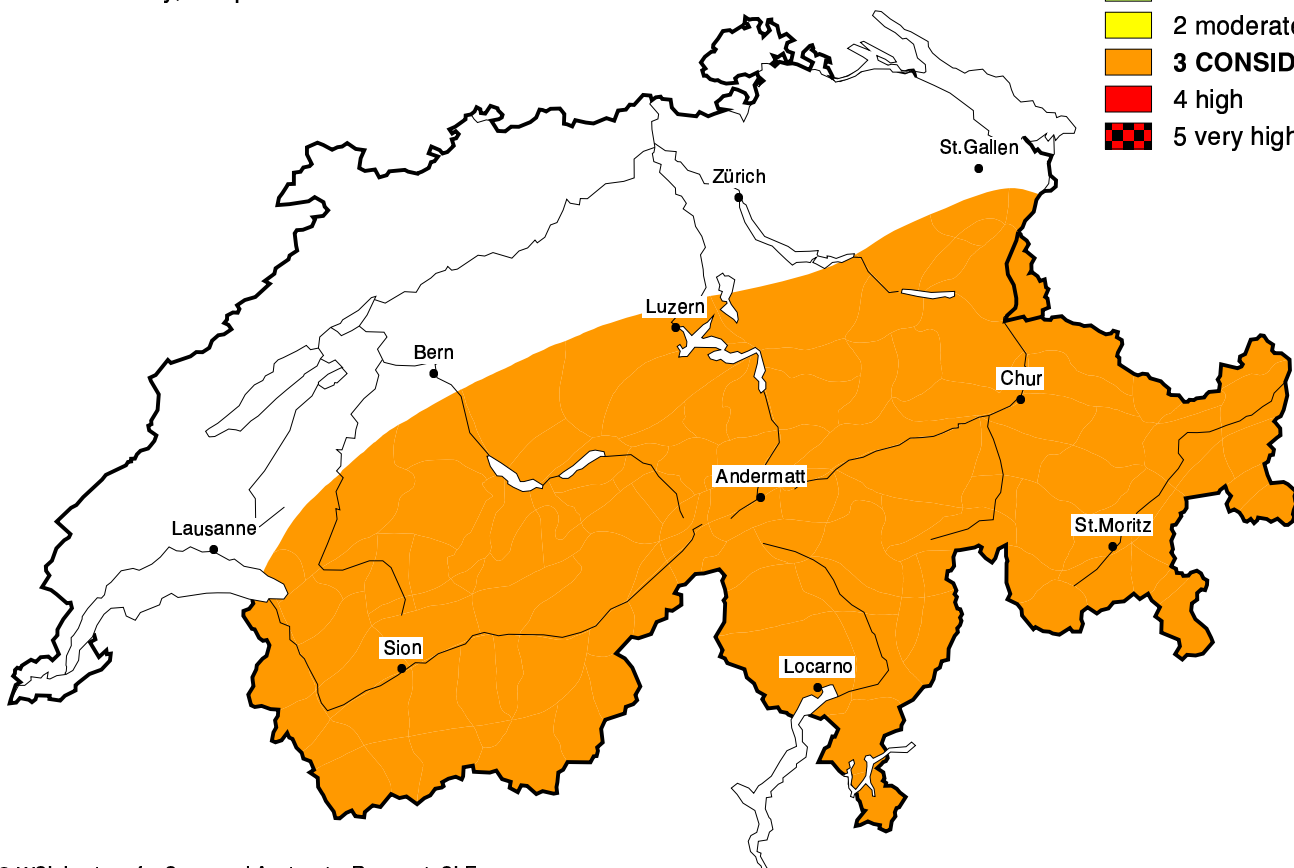 2 moderate
3 CONSID
4 high
5 very high
St.Gallen
Zürich
Luzern
Bern
Chur
Andermatt
Lausanne
St.Moritz
Sion
Locarno